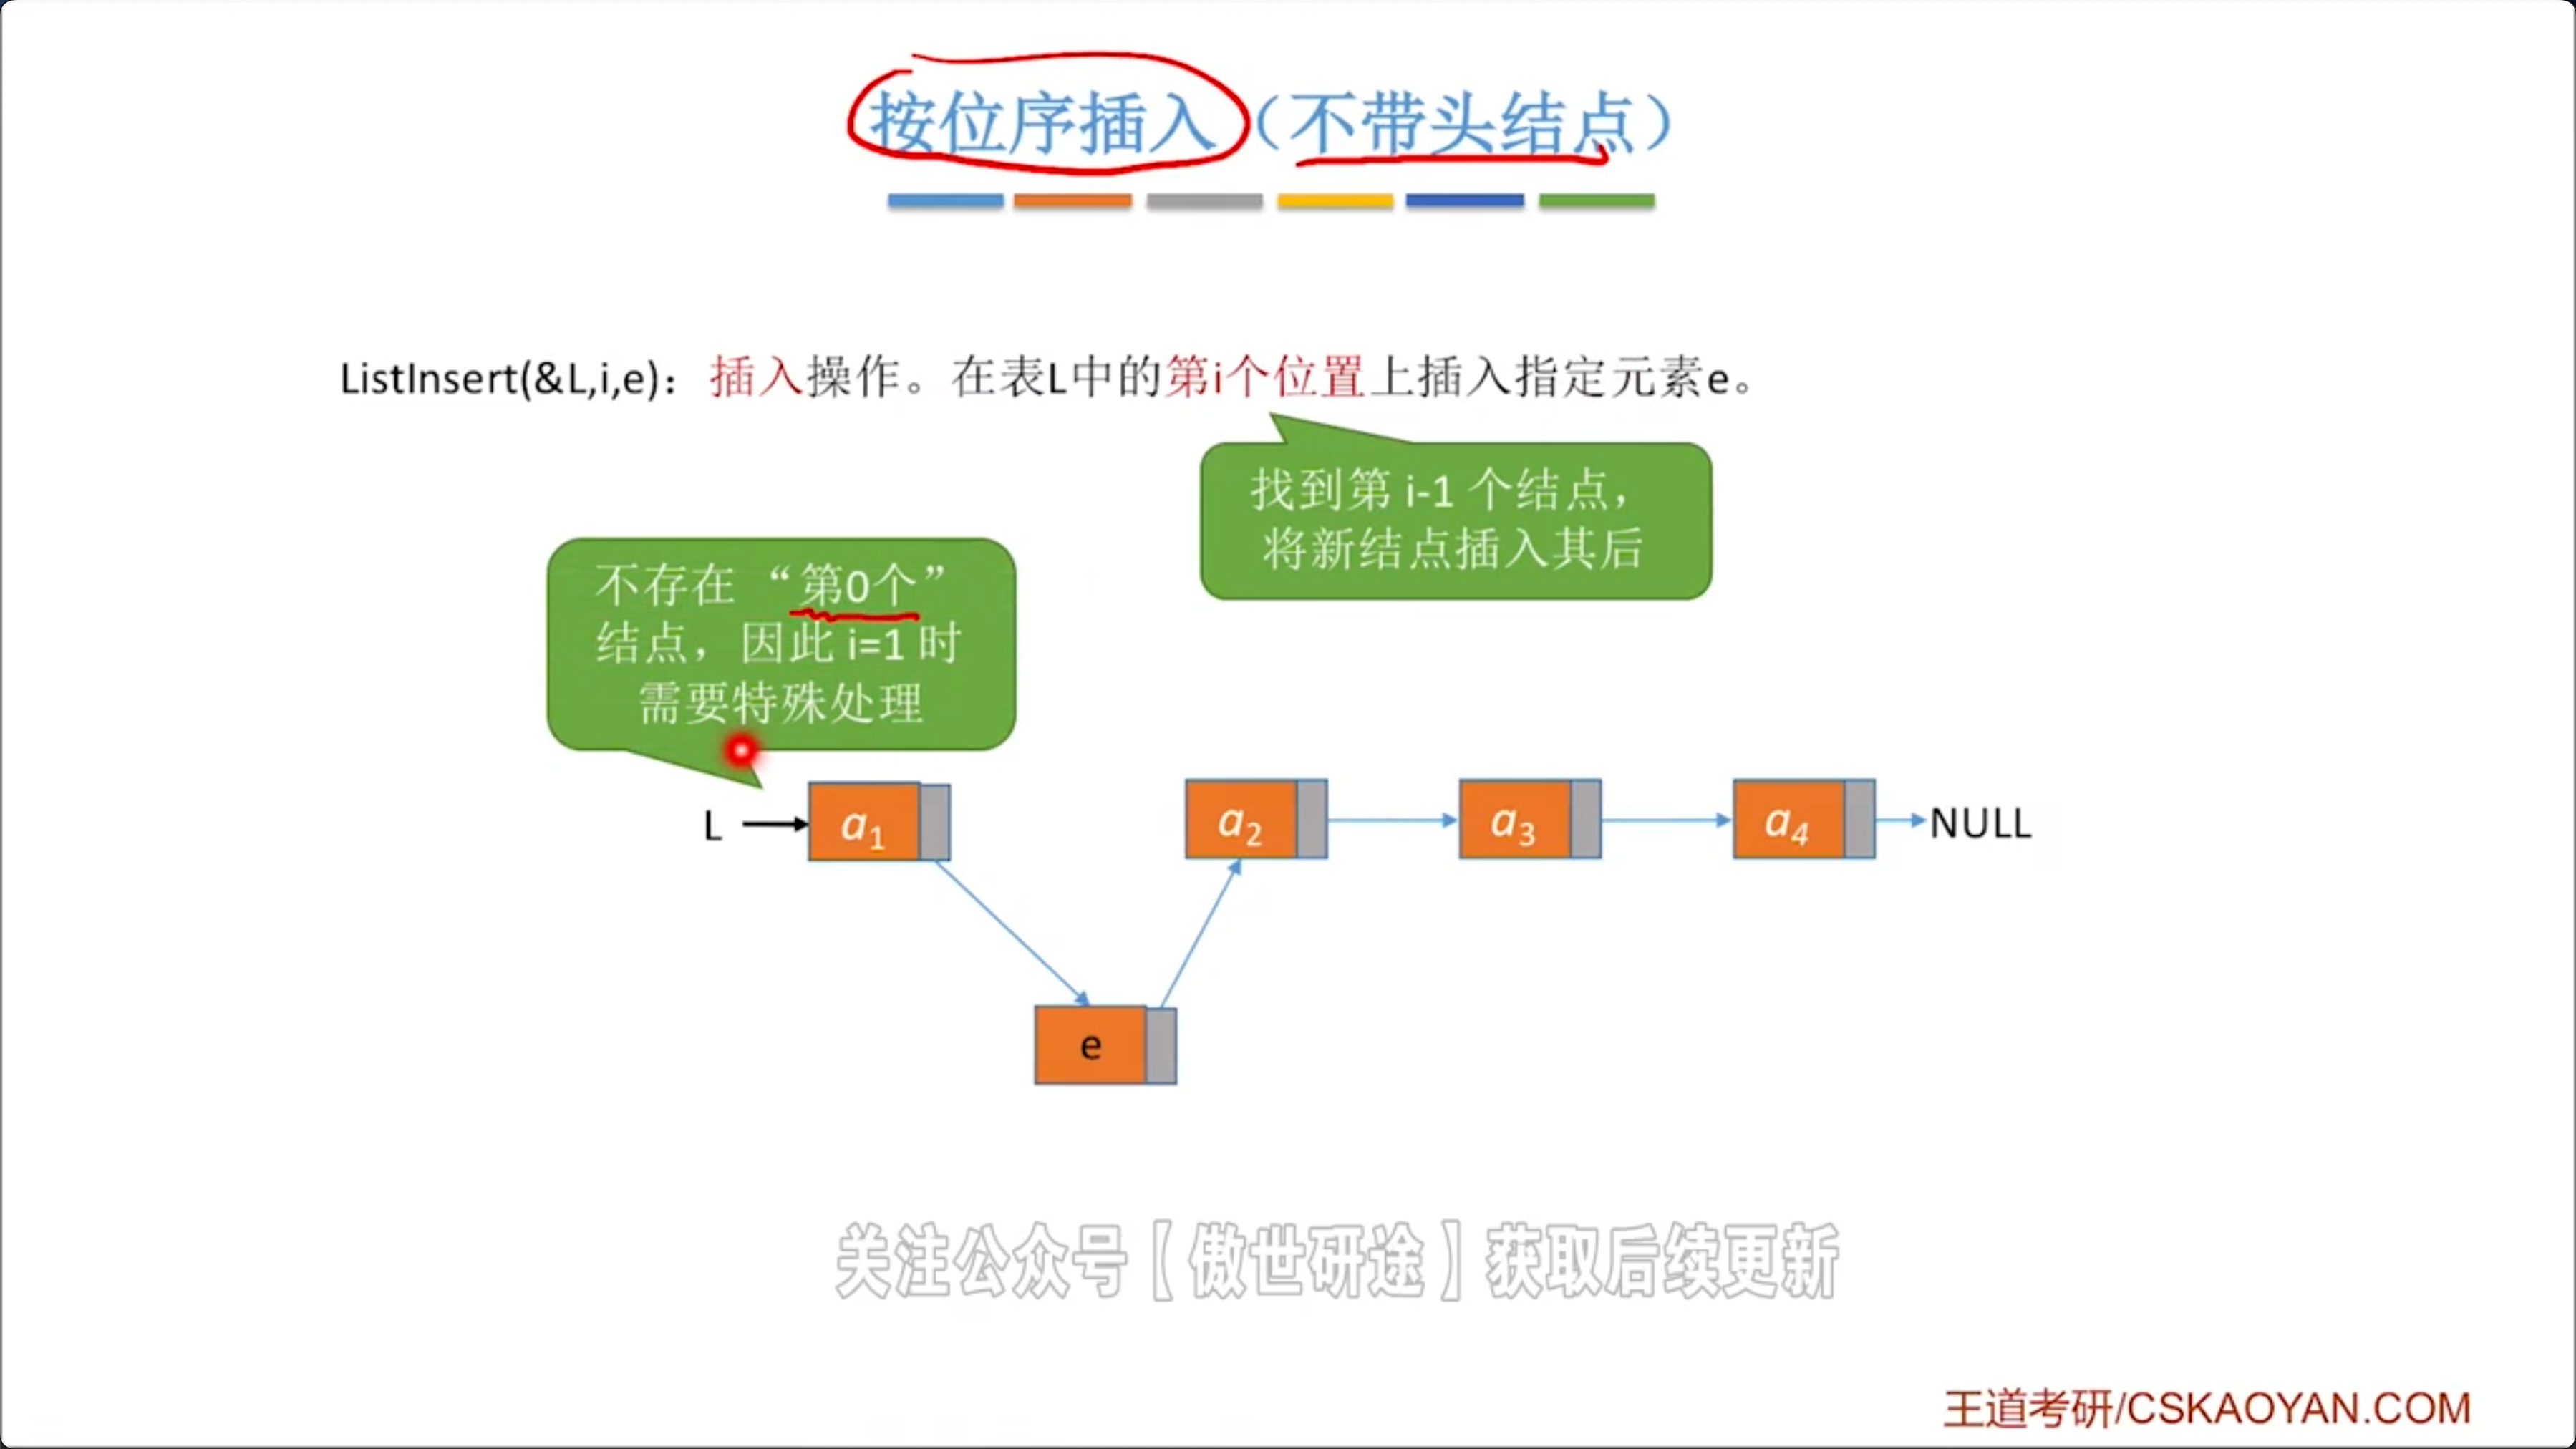 按位序插入（不带头结点）
ListInsert(&L,i,e)：插入操作。在表L中的第i个位置上插入指定元素e。
找到第 i-1 个结点，
将新结点插入其后
不存在“第0个”
结点，因此 i=1 时
需要特殊处理
L a1 a2 a3 a4 NULL
e
关注公众号【傲世研途】获取后续更新
王道考研/CSKAOYAN.COM